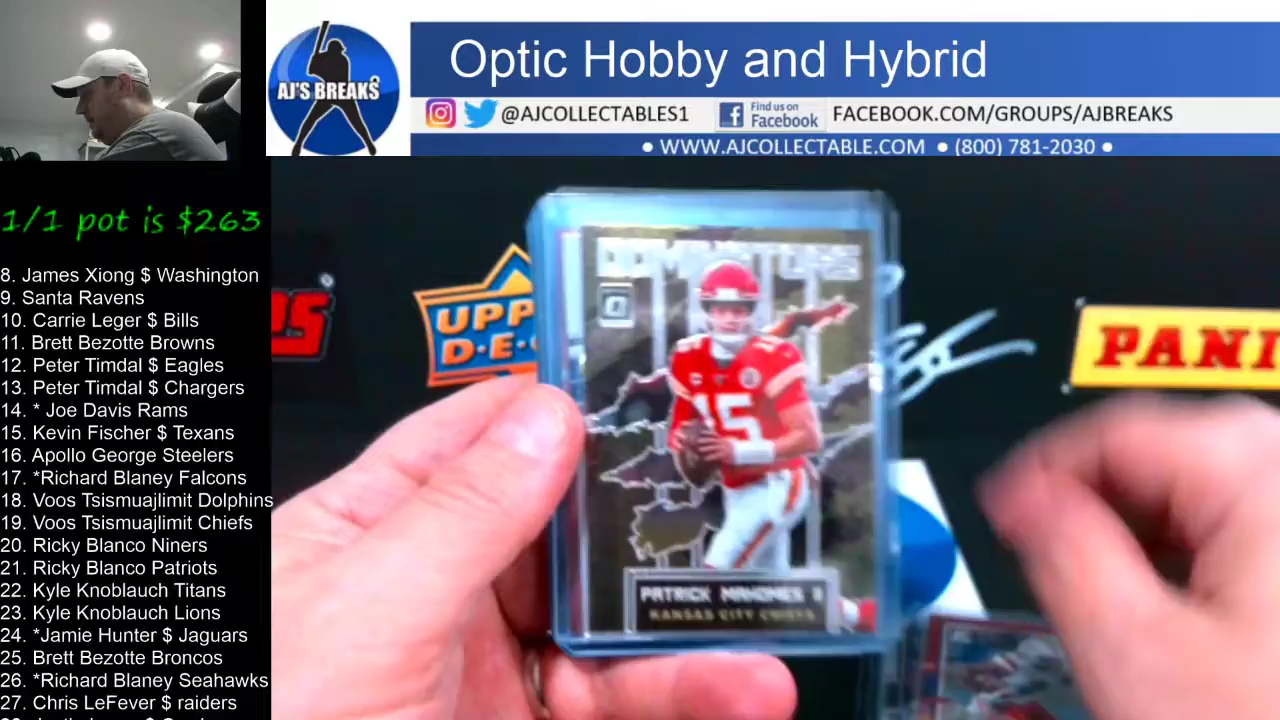 Optic Hobby and Hybrid
AJ'S BREAKS
@AJCOLLECTABLES1
Find us on
Facebook
FACEBOOK.COM/GROUPS/AJBREAKS
• WWW.AJCOLLECTABLE.COM • (800) 781-2030 •
1/1 pot is $263
8. James Xiong $ Washington
9. Santa Ravens
10. Carrie Leger $ Bills
11. Brett Bezotte Browns
12. Peter Timdal $ Eagles
13. Peter Timdal $ Chargers
14. * Joe Davis Rams
15. Kevin Fischer $ Texans
16. Apollo George Steelers
17. *Richard Blaney Falcons
18. Voos Tsismuajlimit Dolphins
19. Voos Tsismuajlimit Chiefs
20. Ricky Blanco Niners
21. Ricky Blanco Patriots
22. Kyle Knoblauch Titans
23. Kyle Knoblauch Lions
24. *Jamie Hunter $ Jaguars
25. Brett Bezotte Broncos
26. *Richard Blaney Seahawks
27. Chris LeFever $ raiders
UPP
D·E·C
PANI
DOMINATORS
15
PATRICK MAHOMES II
KANSAS CITY CHIEFS